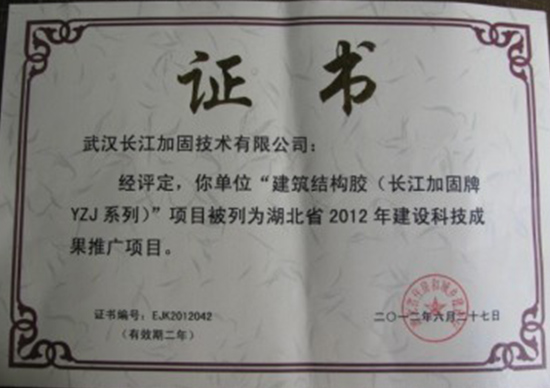 证书
武汉长江加固技术有限公司：
经评定，你单位“建筑结构胶（长江加固牌
YZJ系列）”项目被列为湖北省2012年建设科技成
果推广项目。
证书编号：EJK2012042
（有效期二年）
二〇一二年六月二十七日